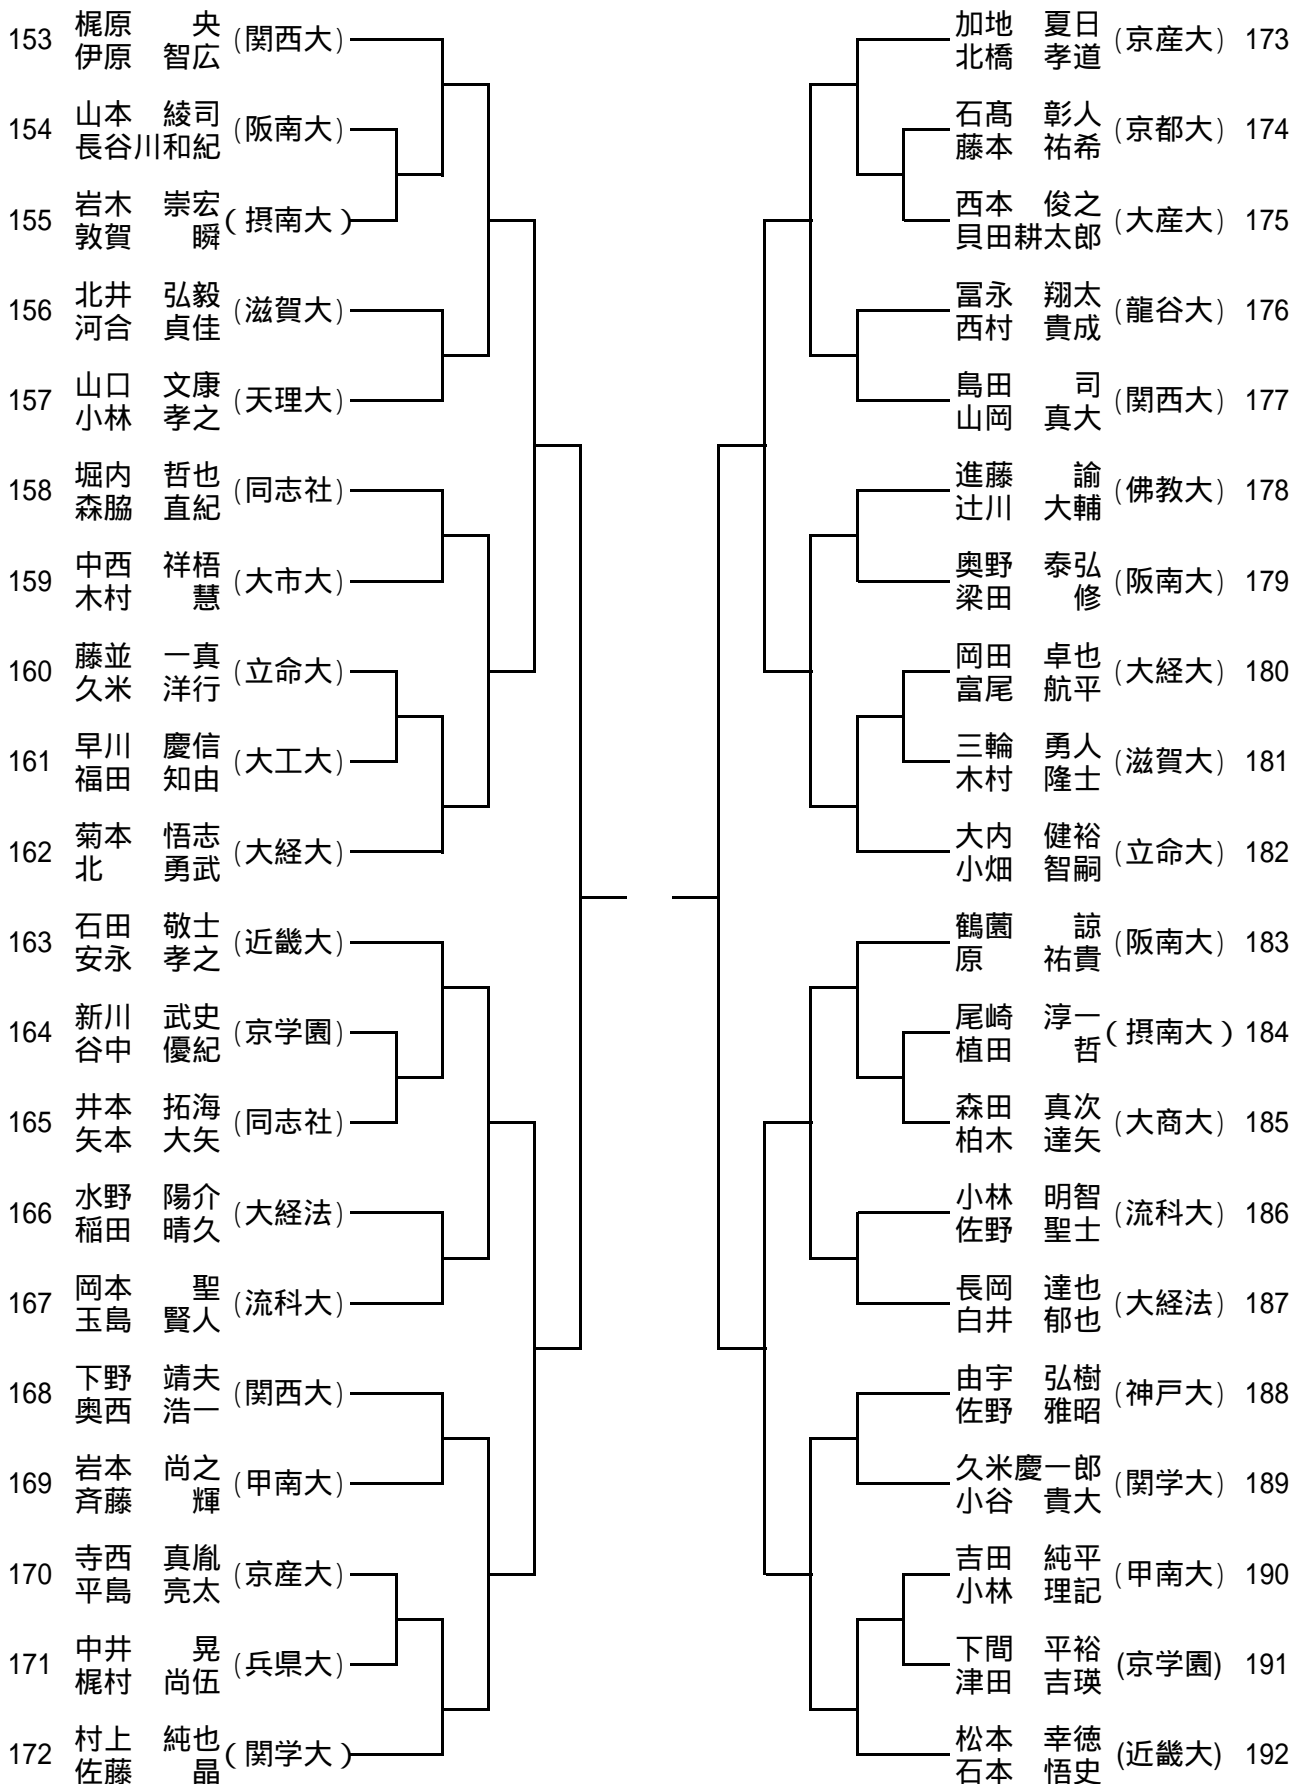 153 梶原 央 (関西大)
伊原 智広
154 山本 綾司 (阪南大)
長谷川和紀
155 岩木 崇宏 (摂南大)
敦賀 瞬
156 北井 弘毅 (滋賀大)
河合 貞佳
157 山口 文康 (天理大)
小林 孝之
158 堀内 哲也 (同志社)
森脇 直紀
159 中西 祥梧 (大市大)
木村 慧
160 藤並 一真 (立命大)
久米 洋行
161 早川 慶信 (大工大)
福田 知由
162 菊本 悟志 (大経大)
北 勇武
163 石田 敬士 (近畿大)
安永 孝之
164 新川 武史 (京学園)
谷中 優紀
165 井本 拓海 (同志社)
矢本 大矢
166 水野 陽介 (大経法)
稲田 晴久
167 岡本 聖 (流科大)
玉島 賢人
168 下野 靖夫 (関西大)
奥西 浩一
169 岩本 尚之 (甲南大)
斉藤 輝
170 寺西 真胤 (京産大)
平島 亮太
171 中井 晃 (兵県大)
梶村 尚伍
172 村上 純也 (関学大)
佐藤 晶
加地 夏日 (京産大) 173
北橋 孝道
石髙 彰人 (京都大) 174
藤本 祐希
西本 俊之 (大産大) 175
貝田耕太郎
冨永 翔太 (龍谷大) 176
西村 貴成
島田 司 (関西大) 177
山岡 真大
進藤 諭 (佛教大) 178
辻川 大輔
奥野 泰弘 (阪南大) 179
梁田 修
岡田 卓也 (大経大) 180
富尾 航平
三輪 勇人 (滋賀大) 181
木村 隆士
大内 健裕 (立命大) 182
小畑 智嗣
鶴薗 諒 (阪南大) 183
原 祐貴
尾崎 淳一 (摂南大) 184
植田 哲
森田 真次 (大商大) 185
柏木 達矢
小林 明智 (流科大) 186
佐野 聖士
長岡 達也 (大経法) 187
白井 郁也
由宇 弘樹 (神戸大) 188
佐野 雅昭
久米慶一郎 (関学大) 189
小谷 貴大
吉田 純平 (甲南大) 190
小林 理記
下間 平裕 (京学園) 191
津田 吉瑛
松本 幸徳 (近畿大) 192
石本 悟史